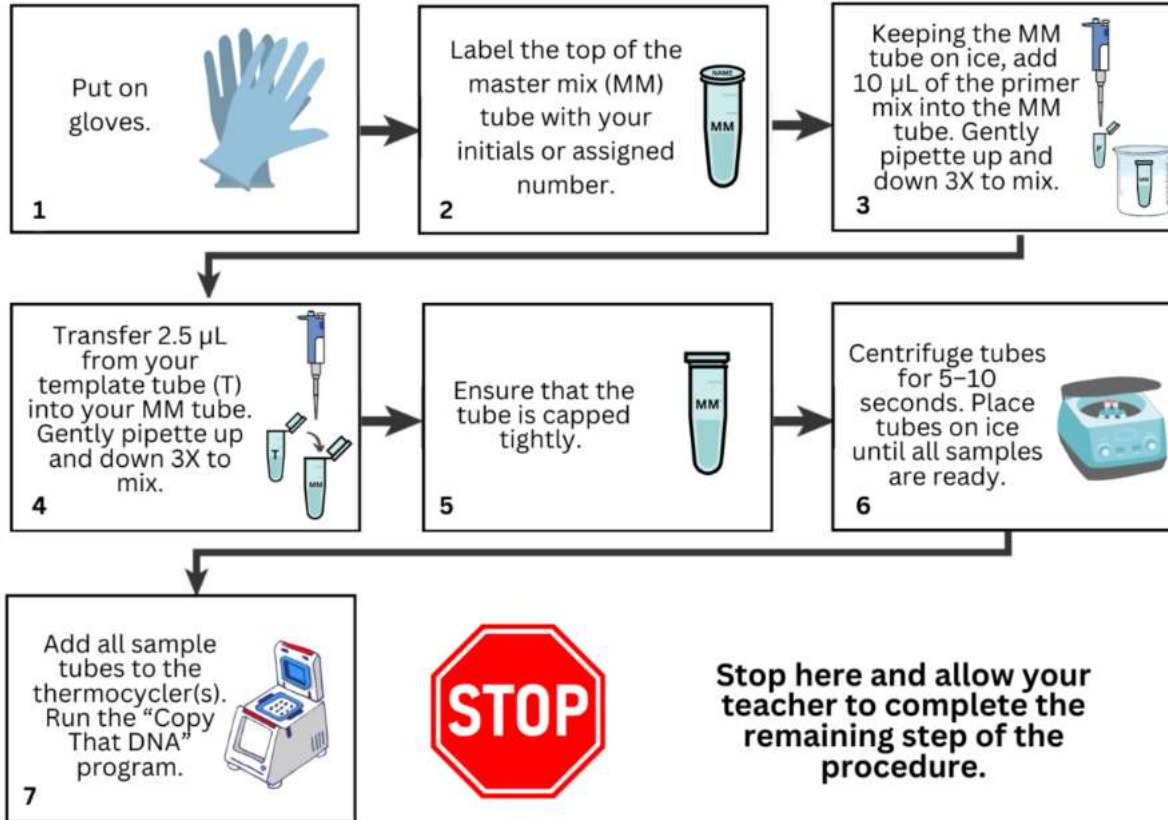 Put on
gloves.
1
Label the top of the
master mix (MM)
tube with your
initials or assigned
number.
NAME
MM
2
Keeping the MM
tube on ice, add
10 µL of the primer
mix into the MM
tube. Gently
pipette up and
down 3X to mix.
P
MM
3
Transfer 2.5 µL
from your
template tube (T)
into your MM tube.
Gently pipette up
and down 3X to
mix.
T
MM
4
Ensure that the
tube is capped
tightly.
MM
5
Centrifuge tubes
for 5–10
seconds. Place
tubes on ice
until all samples
are ready.
6
Add all sample
tubes to the
thermocycler(s).
Run the “Copy
That DNA”
program.
7
STOP
Stop here and allow your
teacher to complete the
remaining step of the
procedure.